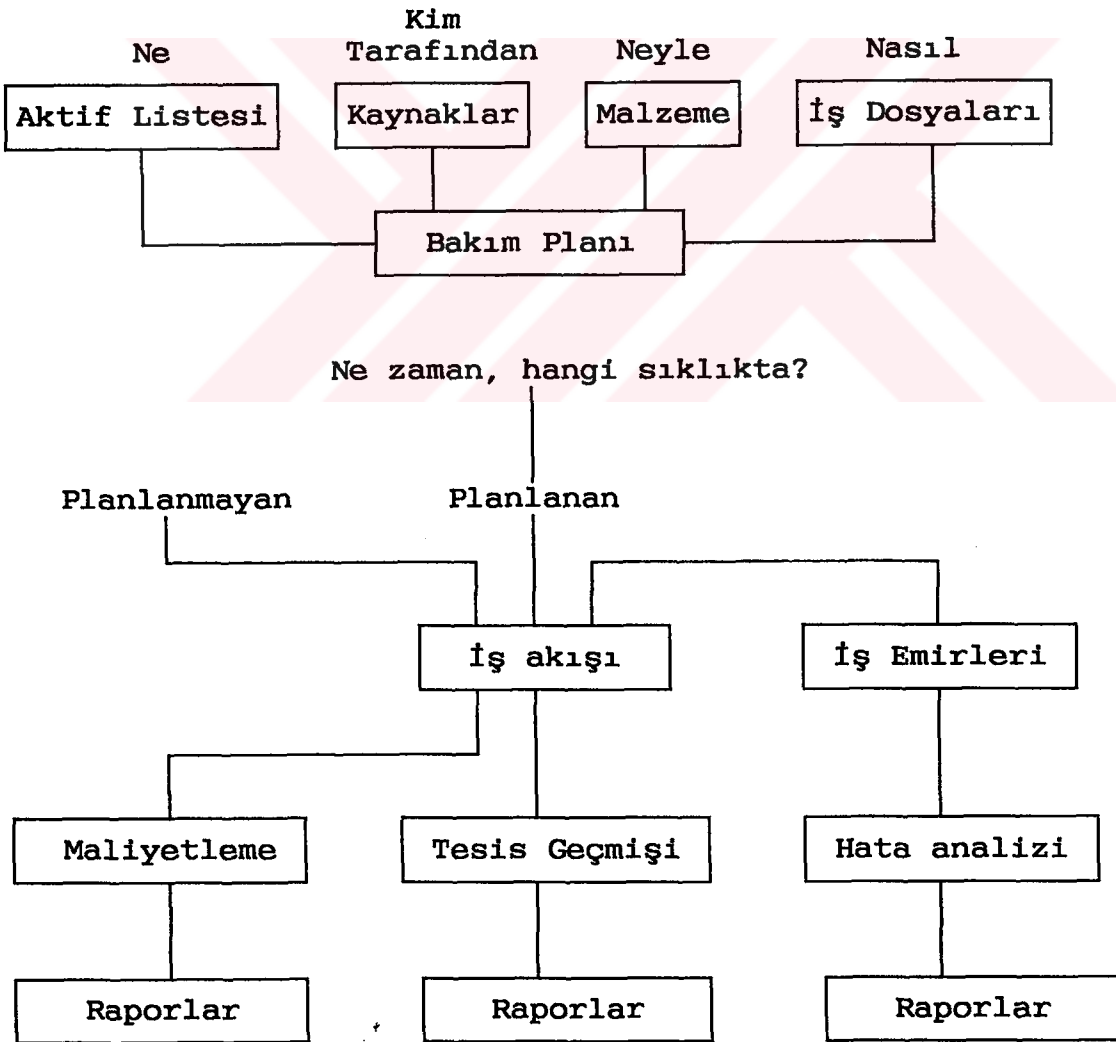 Ne
Kim
Tarafından
Neyle
Nasıl
Aktif Listesi
Kaynaklar
Malzeme
İş Dosyaları
Bakım Planı
Ne zaman, hangi sıklıkta?
Planlanmayan
Planlanan
İş akışı
İş Emirleri
Maliyetleme
Tesis Geçmişi
Hata analizi
Raporlar
Raporlar
Raporlar